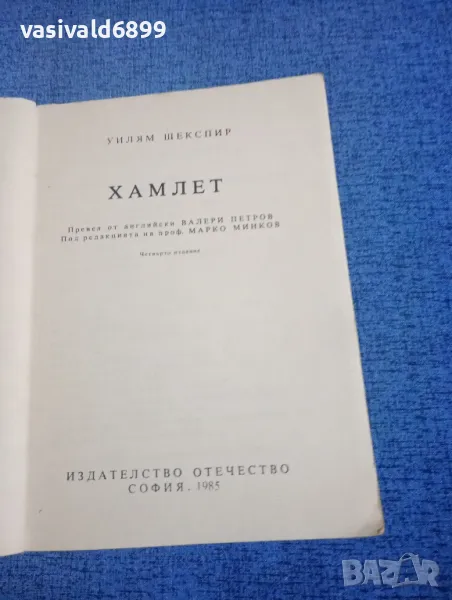 vasivald6899
УИЛЯМ ШЕКСПИР
ХАМЛЕТ
Превел от английски ВАЛЕРИ ПЕТРОВ
Под редакцията на проф. МАРКО МИНКОВ
Четвърто издание
ИЗДАТЕЛСТВО ОТЕЧЕСТВО
СОФИЯ, 1985
BAZAR